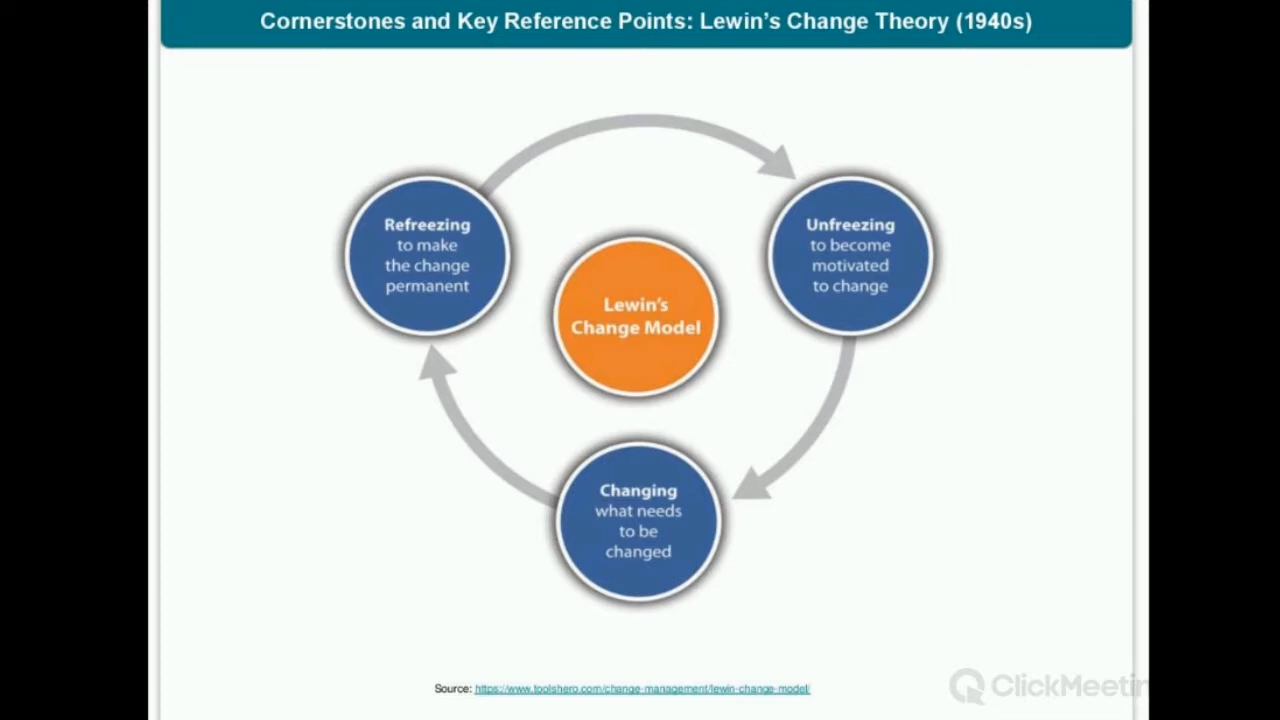 Cornerstones and Key Reference Points: Lewin's Change Theory (1940s)
Refreezing
to make
the change
permanent
Unfreezing
to become
motivated
to change
Lewin's
Change Model
Changing
what needs
to be
changed
Source: https://www.toolshero.com/change-management/lewin-change-model/
ClickMeetin